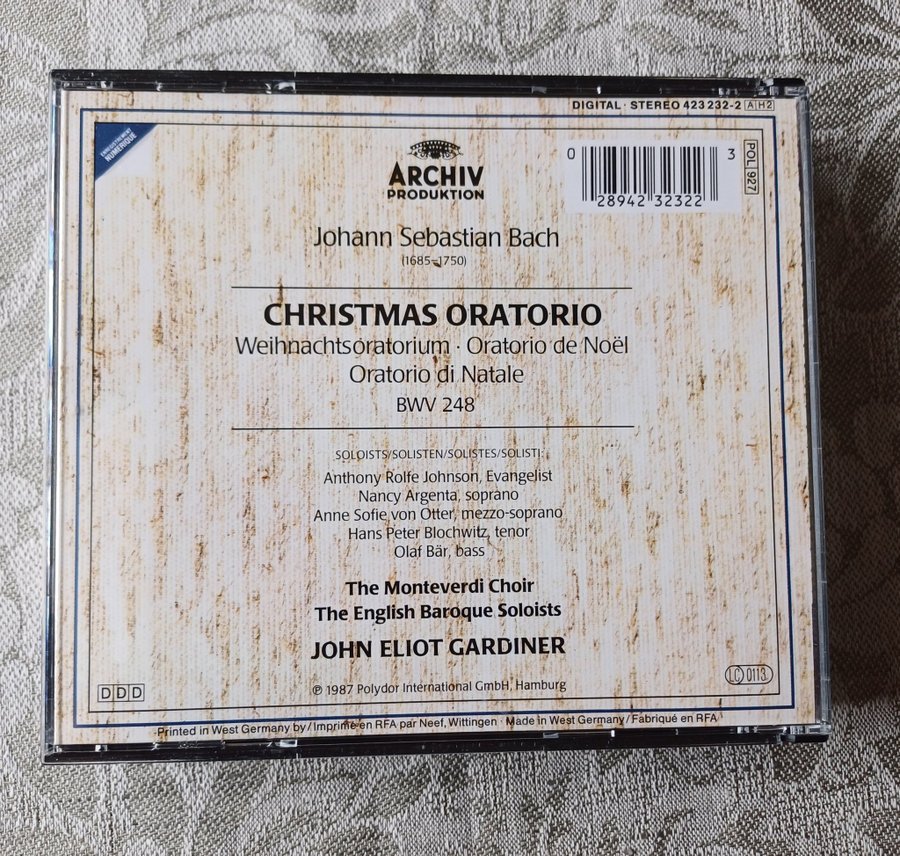 DIGITAL · STEREO 423 232-2 AH2
ENREGISTREMENT
NUMÉRIQUE
ARCHIV
PRODUKTION
0 28942 32322 3
POL 927
Johann Sebastian Bach
(1685–1750)
CHRISTMAS ORATORIO
Weihnachtsoratorium · Oratorio de Noël
Oratorio di Natale
BWV 248
SOLOISTS/SOLISTEN/SOLISTES/SOLISTI:
Anthony Rolfe Johnson, Evangelist
Nancy Argenta, soprano
Anne Sofie von Otter, mezzo-soprano
Hans Peter Blochwitz, tenor
Olaf Bär, bass
The Monteverdi Choir
The English Baroque Soloists
JOHN ELIOT GARDINER
℗ 1987 Polydor International GmbH, Hamburg
DDD
LC 0113
Printed in West Germany by/Imprimé en RFA par Neef, Wittingen · Made in West Germany/Fabriqué en RFA